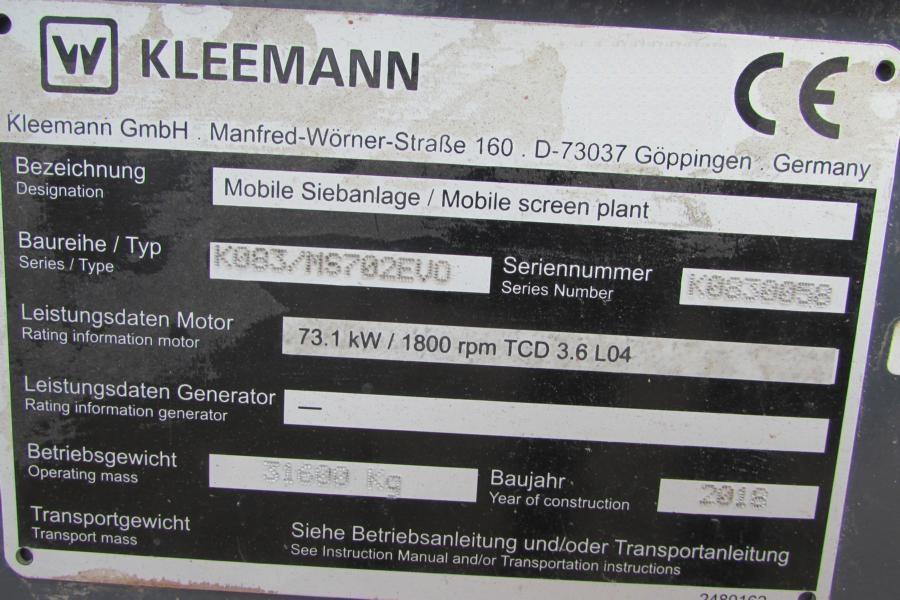 W KLEEMANN
CE
Kleemann GmbH . Manfred-Wörner-Straße 160 . D-73037 Göppingen . Germany
Bezeichnung
Designation
Mobile Siebanlage / Mobile screen plant
Baureihe / Typ
Series / Type
K083/MS702EVO
Seriennummer
Series Number
K0830058
Leistungsdaten Motor
Rating information motor
73.1 kW / 1800 rpm TCD 3.6 L04
Leistungsdaten Generator
Rating information generator
—
Betriebsgewicht
Operating mass
31600 Kg
Baujahr
Year of construction
2018
Transportgewicht
Transport mass
Siehe Betriebsanleitung und/oder Transportanleitung
See Instruction Manual and/or Transportation instructions